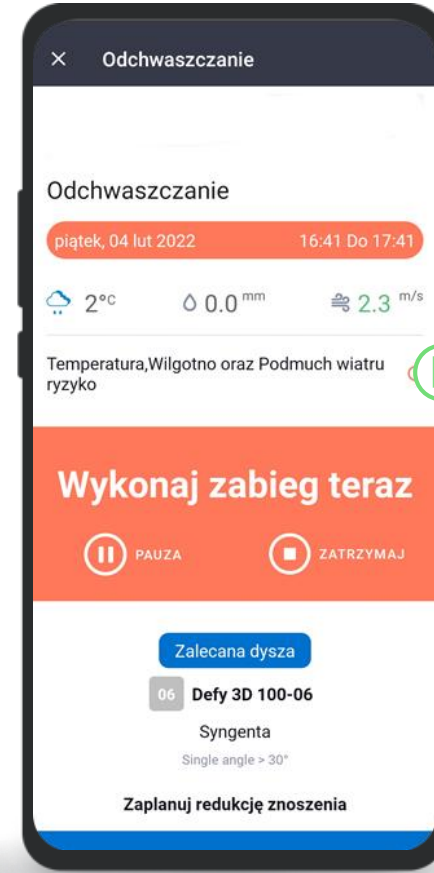 × Odchwaszczanie
Odchwaszczanie
piątek, 04 lut 2022 16:41 Do 17:41
2°C 0.0 mm 2.3 m/s
Temperatura,Wilgotno oraz Podmuch wiatru
ryzyko
Wykonaj zabieg teraz
PAUZA ZATRZYMAJ
Zalecana dysza
06 Defy 3D 100-06
Syngenta
Single angle > 30°
Zaplanuj redukcję znoszenia